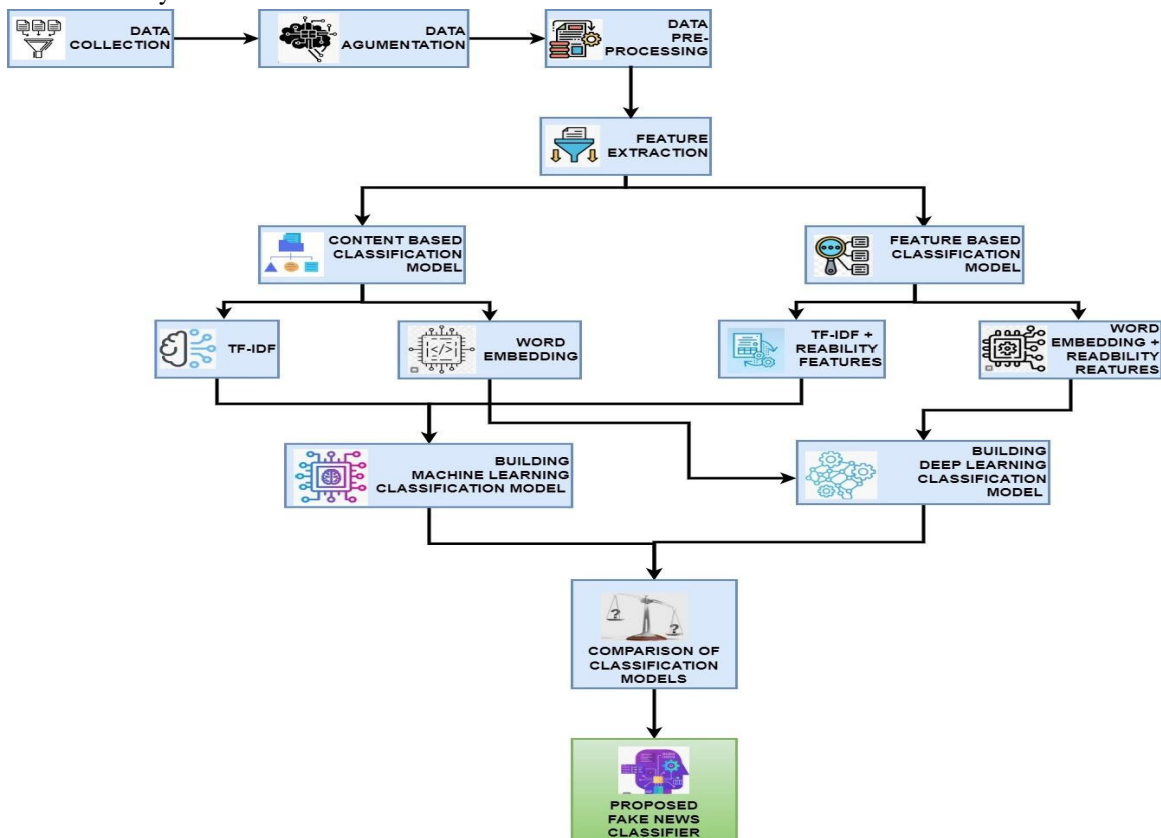 DATA
COLLECTION
DATA
AGUMENTATION
DATA
PRE-
PROCESSING
FEATURE
EXTRACTION
CONTENT BASED
CLASSIFICATION
MODEL
FEATURE BASED
CLASSIFICATION
MODEL
TF-IDF
WORD
EMBEDDING
TF-IDF +
REABILITY
FEATURES
WORD
EMBEDDING +
READBILITY
REATURES
BUILDING
MACHINE LEARNING
CLASSIFICATION MODEL
BUILDING
DEEP LEARNING
CLASSIFICATION
MODEL
?
?
COMPARISON OF
CLASSIFICATION
MODELS
PROPOSED
FAKE NEWS
CLASSIFIER